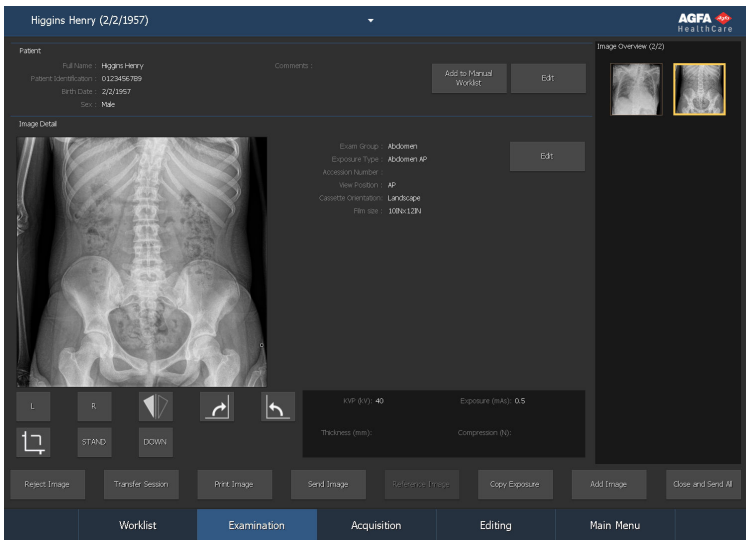 Higgins Henry (2/2/1957)
AGFA
HealthCare
Patient
Full Name : Higgins Henry
Comments :
Patient Identification : 0123456789
Birth Date : 2/2/1957
Sex : Male
Add to Manual
Worklist
Edit
Image Overview (2/2)
Image Detail
Exam Group : Abdomen
Exposure Type : Abdomen AP
Accession Number :
View Position : AP
Cassette Orientation: Landscape
Film size : 10INx12IN
Edit
L
R
STAND
DOWN
KVP (kV): 40
Exposure (mAs): 0.5
Thickness (mm):
Compression (N):
Reject Image
Transfer Session
Print Image
Send Image
Reference Image
Copy Exposure
Add Image
Close and Send All
Worklist
Examination
Acquisition
Editing
Main Menu